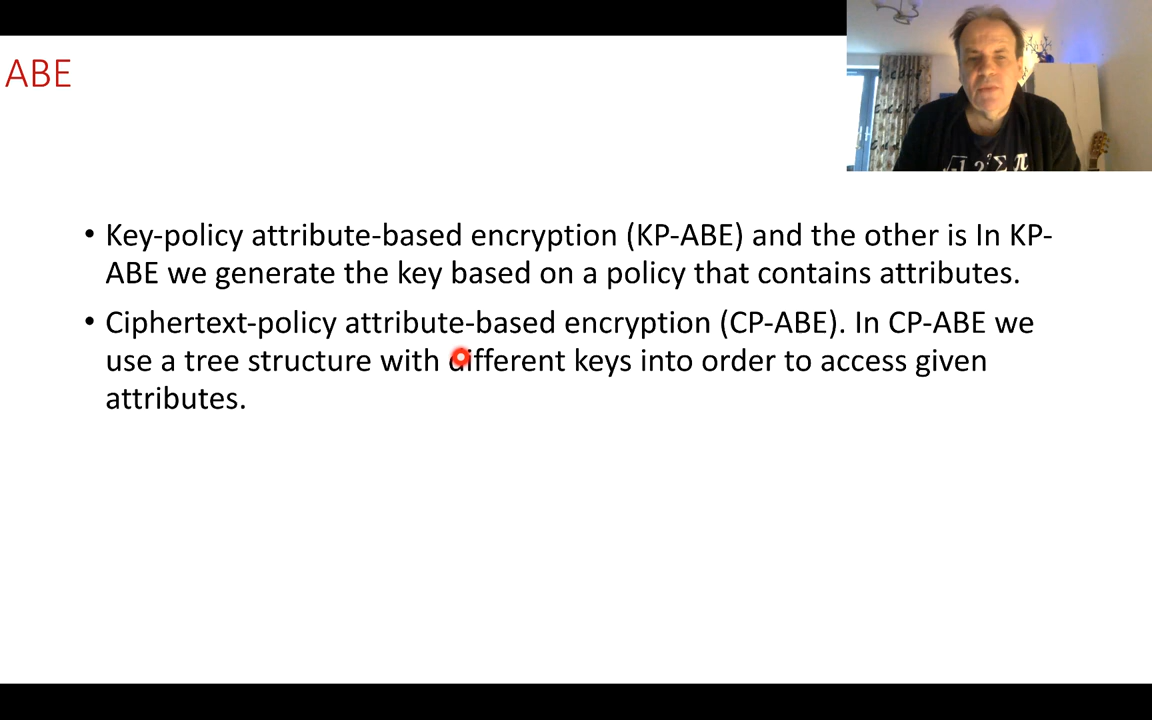 ABE
• Key-policy attribute-based encryption (KP-ABE) and the other is In KP-
ABE we generate the key based on a policy that contains attributes.
• Ciphertext-policy attribute-based encryption (CP-ABE). In CP-ABE we
use a tree structure with different keys into order to access given
attributes.